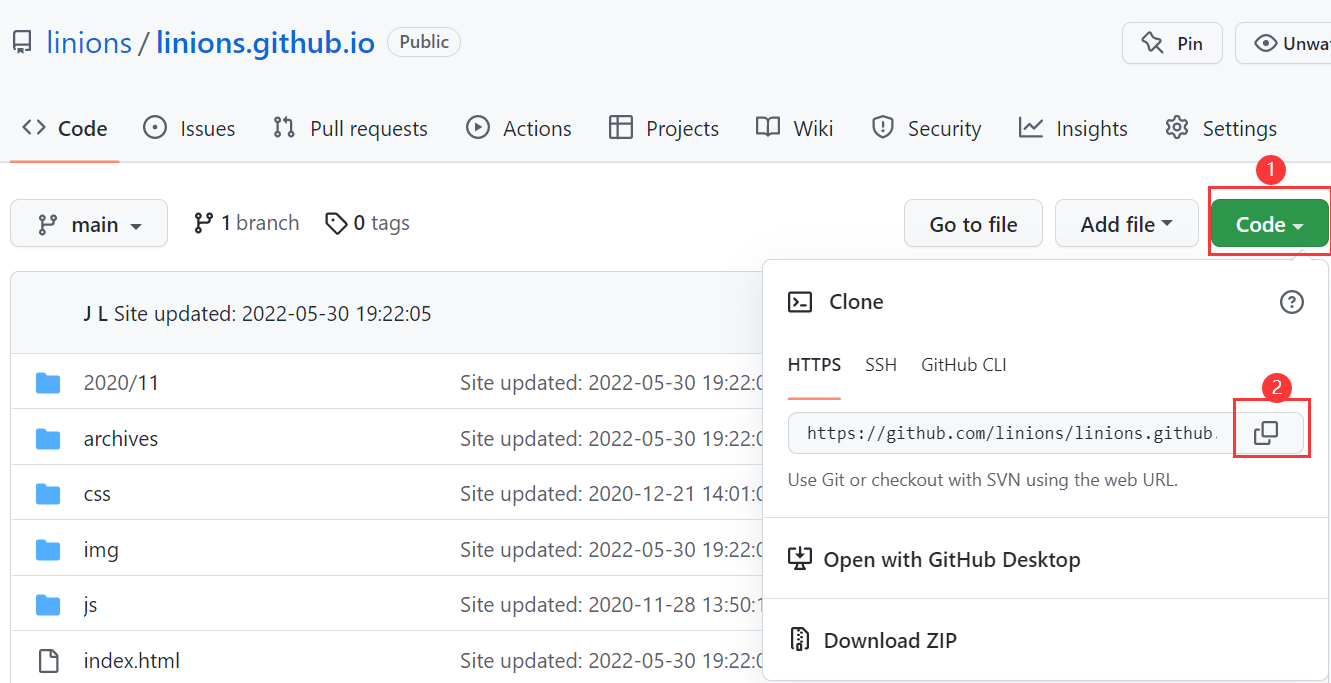 linions / linions.github.io Public Pin Unwa
Code Issues Pull requests Actions Projects Wiki Security Insights Settings
1
main 1 branch 0 tags Go to file Add file Code
J L Site updated: 2022-05-30 19:22:05
Clone
2020/11 Site updated: 2022-05-30 19:22:0
HTTPS SSH GitHub CLI
2
archives Site updated: 2022-05-30 19:22:0
https://github.com/linions/linions.github.
css Site updated: 2020-12-21 14:01:0
Use Git or checkout with SVN using the web URL.
img Site updated: 2022-05-30 19:22:0
Open with GitHub Desktop
js Site updated: 2020-11-28 13:50:1
Download ZIP
index.html Site updated: 2022-05-30 19:22:0